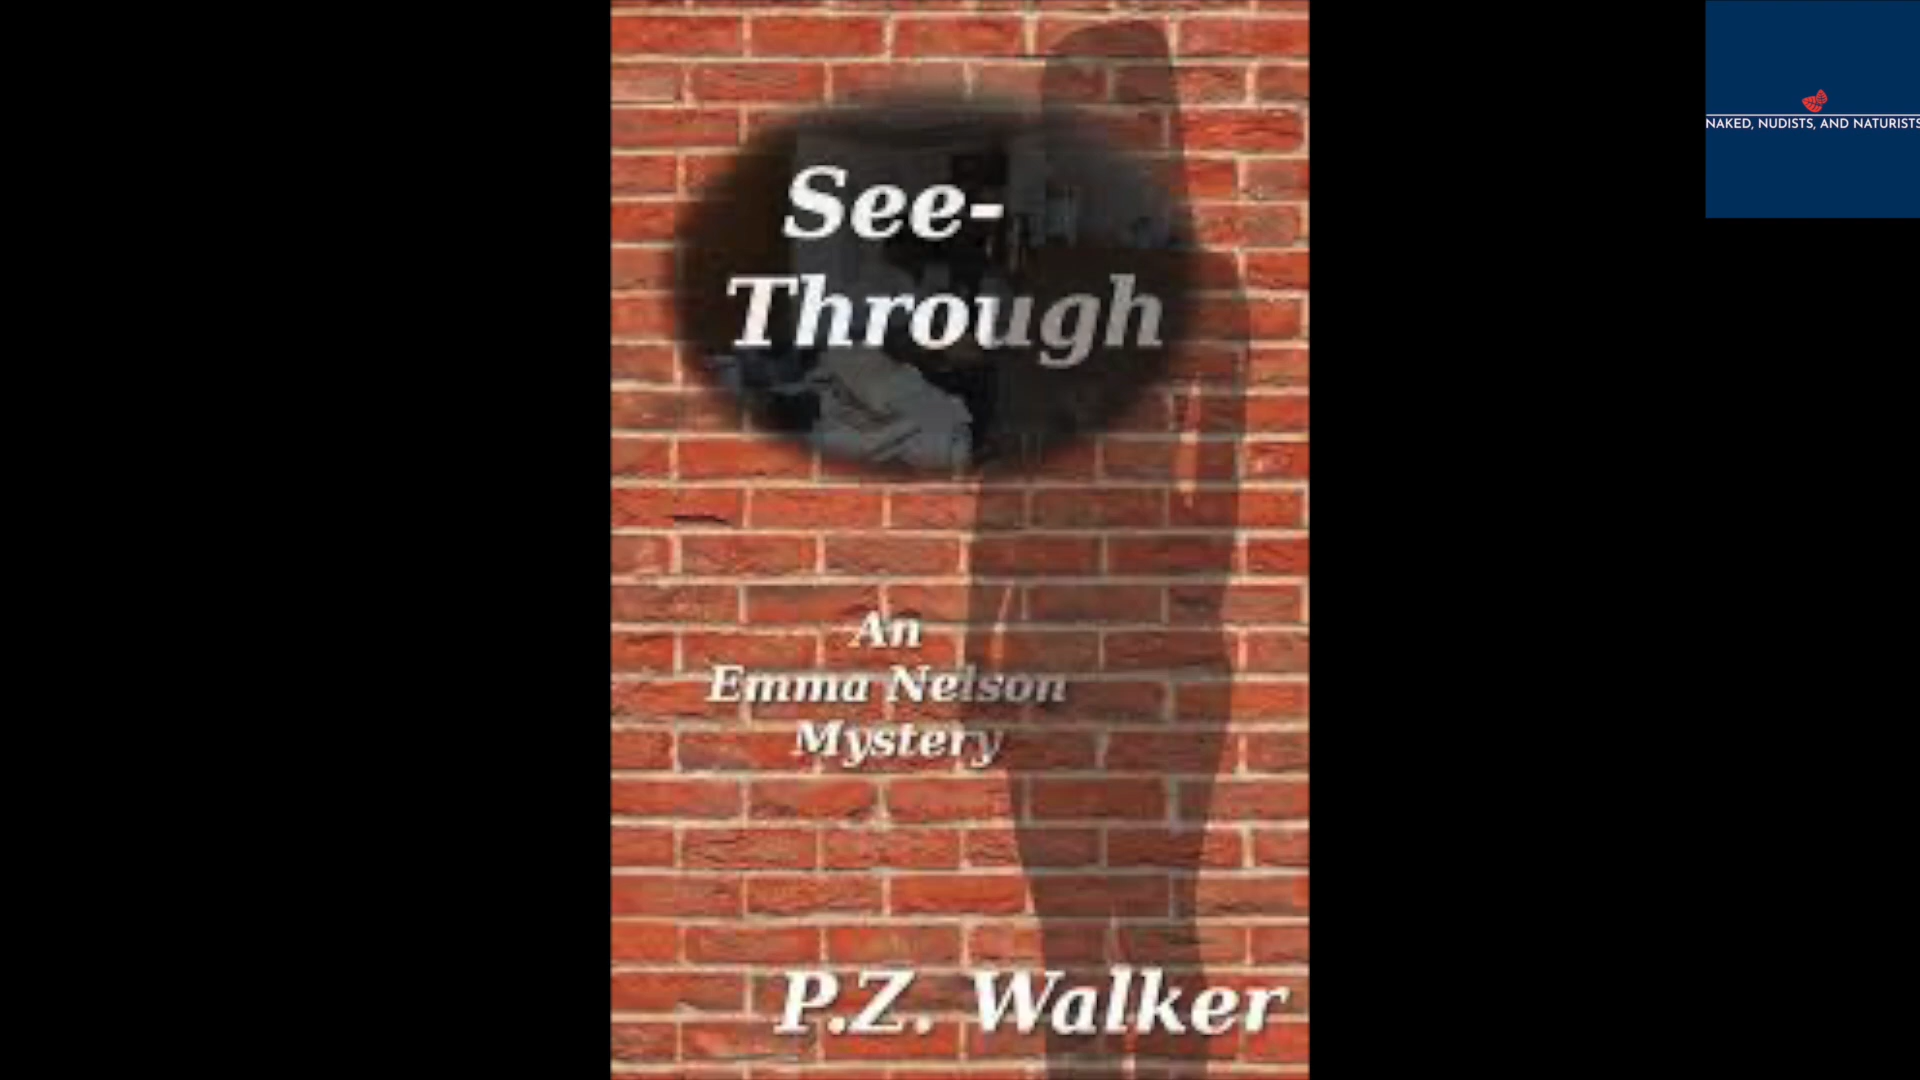 See-
Through
An
Emma Nelson
Mystery
P.Z. Walker
NAKED, NUDISTS, AND NATURISTS